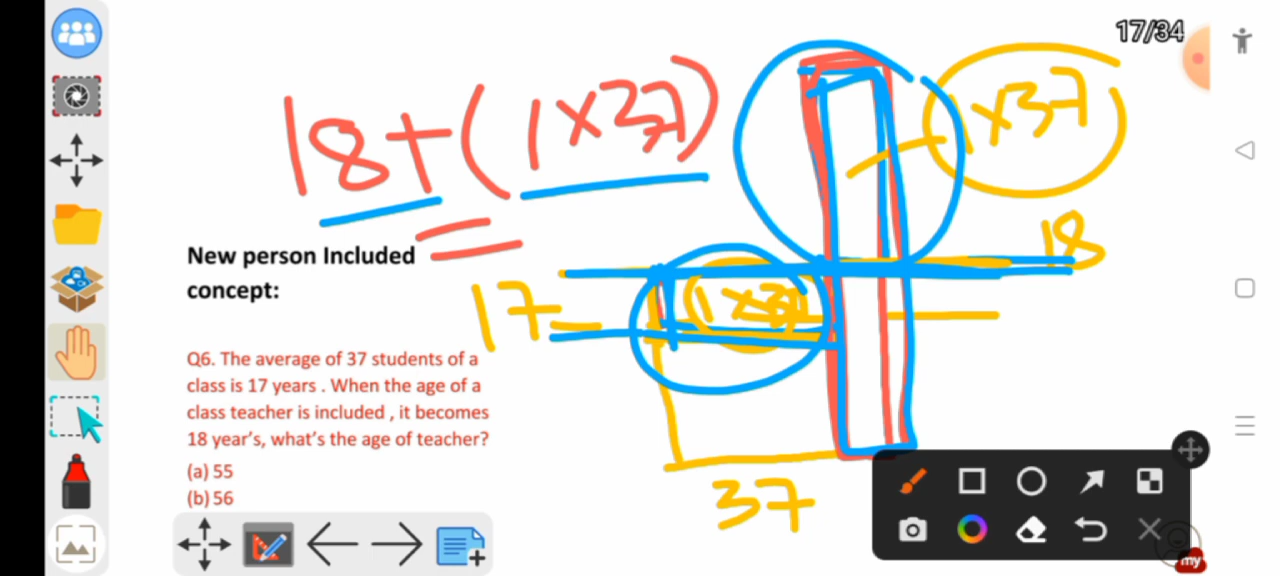 17/34
18+(1×37)
1×37
18
New person Included
concept:
17
(1×37)
Q6. The average of 37 students of a
class is 17 years . When the age of a
class teacher is included , it becomes
18 year's, what's the age of teacher?
(a) 55
(b) 56
37
my